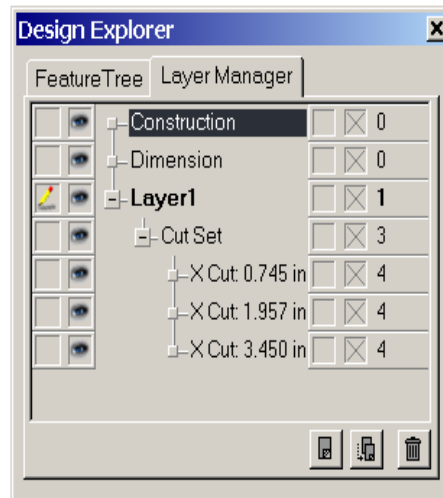 Design Explorer
FeatureTree Layer Manager
Construction 0
Dimension 0
Layer1 1
Cut Set 3
X Cut: 0.745 in 4
X Cut: 1.957 in 4
X Cut: 3.450 in 4